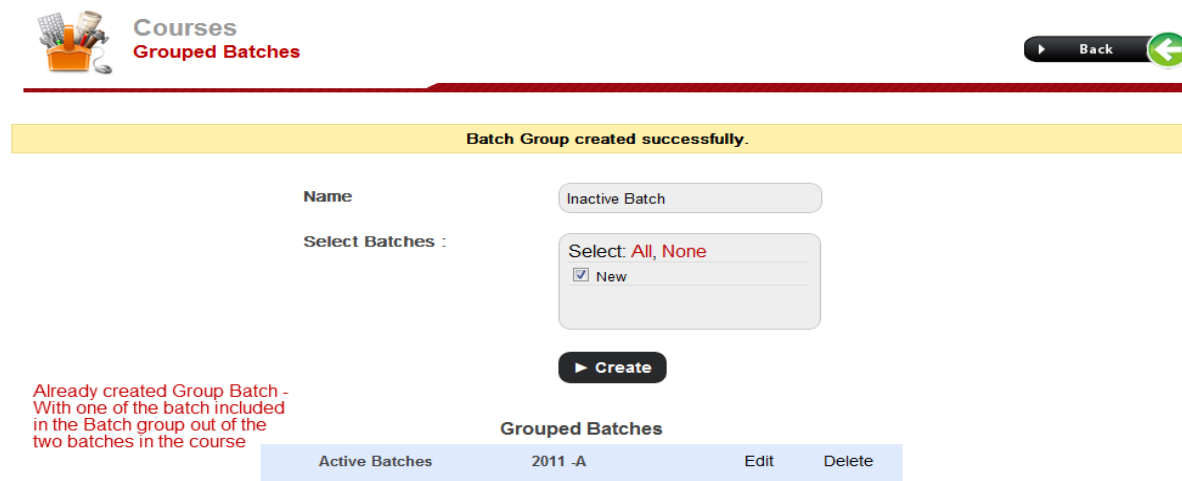 Courses
Grouped Batches
Back
Batch Group created successfully.
Name
Inactive Batch
Select Batches :
Select: All, None
New
► Create
Already created Group Batch -
With one of the batch included
in the Batch group out of the
two batches in the course
Grouped Batches
Active Batches 2011 -A Edit Delete